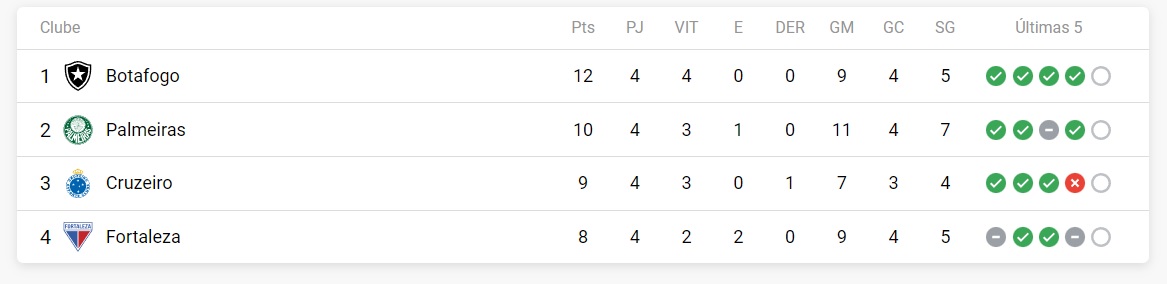 Clube Pts PJ VIT E DER GM GC SG Últimas 5
1 Botafogo 12 4 4 0 0 9 4 5
2 Palmeiras 10 4 3 1 0 11 4 7
3 Cruzeiro 9 4 3 0 1 7 3 4
4 FORTALEZA Fortaleza 8 4 2 2 0 9 4 5